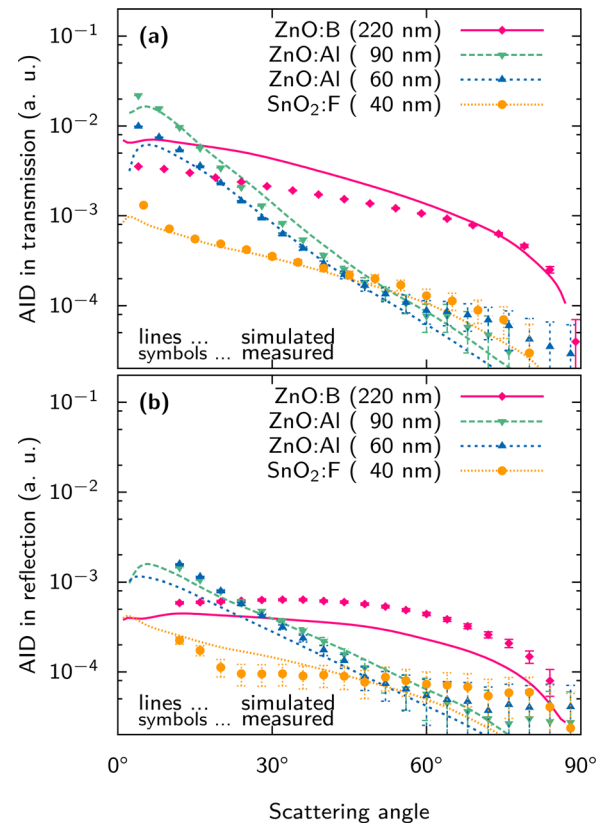 (a)
ZnO:B (220 nm)
ZnO:Al ( 90 nm)
ZnO:Al ( 60 nm)
SnO₂:F ( 40 nm)
10⁻¹
10⁻²
10⁻³
10⁻⁴
AID in transmission (a. u.)
lines ... simulated
symbols ... measured
(b)
ZnO:B (220 nm)
ZnO:Al ( 90 nm)
ZnO:Al ( 60 nm)
SnO₂:F ( 40 nm)
10⁻¹
10⁻²
10⁻³
10⁻⁴
AID in reflection (a. u.)
lines ... simulated
symbols ... measured
0° 30° 60° 90°
Scattering angle